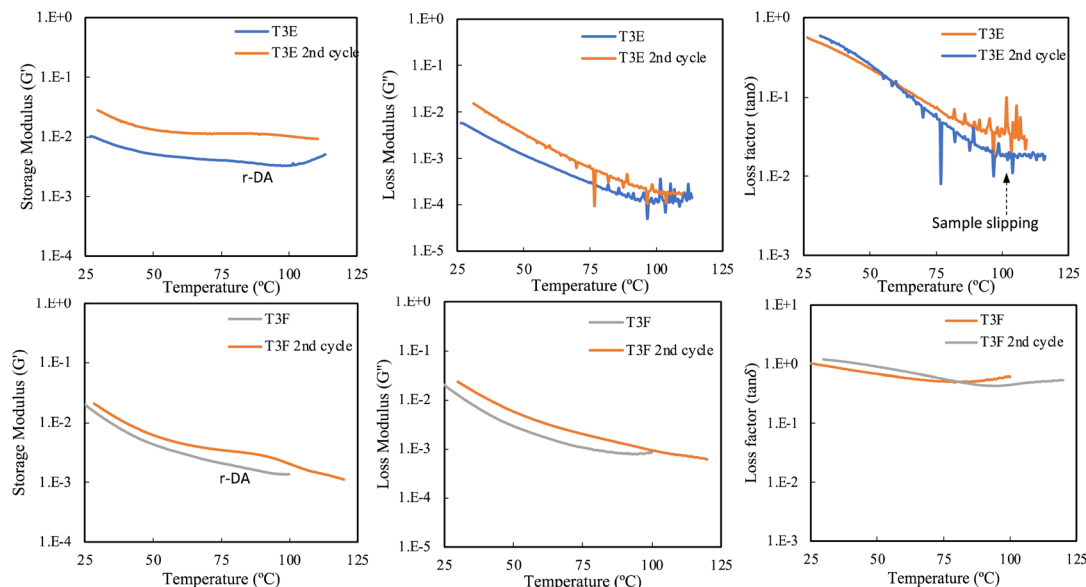 Storage Modulus (G')
1.E+0
1.E-1
1.E-2
1.E-3
1.E-4
T3E
T3E 2nd cycle
r-DA
25 50 75 100 125
Temperature (ºC)
Loss Modulus (G")
1.E+1
1.E+0
1.E-1
1.E-2
1.E-3
1.E-4
1.E-5
T3E
T3E 2nd cycle
25 50 75 100 125
Temperature (ºC)
Loss factor (tanδ)
1.E+0
1.E-1
1.E-2
1.E-3
T3E
T3E 2nd cycle
Sample slipping
25 50 75 100 125
Temperature (ºC)
Storage Modulus (G')
1.E+0
1.E-1
1.E-2
1.E-3
1.E-4
T3F
T3F 2nd cycle
r-DA
25 50 75 100 125
Temperature (ºC)
Loss Modulus (G")
1.E+0
1.E-1
1.E-2
1.E-3
1.E-4
1.E-5
T3F
T3F 2nd cycle
25 50 75 100 125
Temperature (ºC)
Loss factor (tanδ)
1.E+1
1.E+0
1.E-1
1.E-2
1.E-3
T3F
T3F 2nd cycle
25 50 75 100 125
Temperature (ºC)